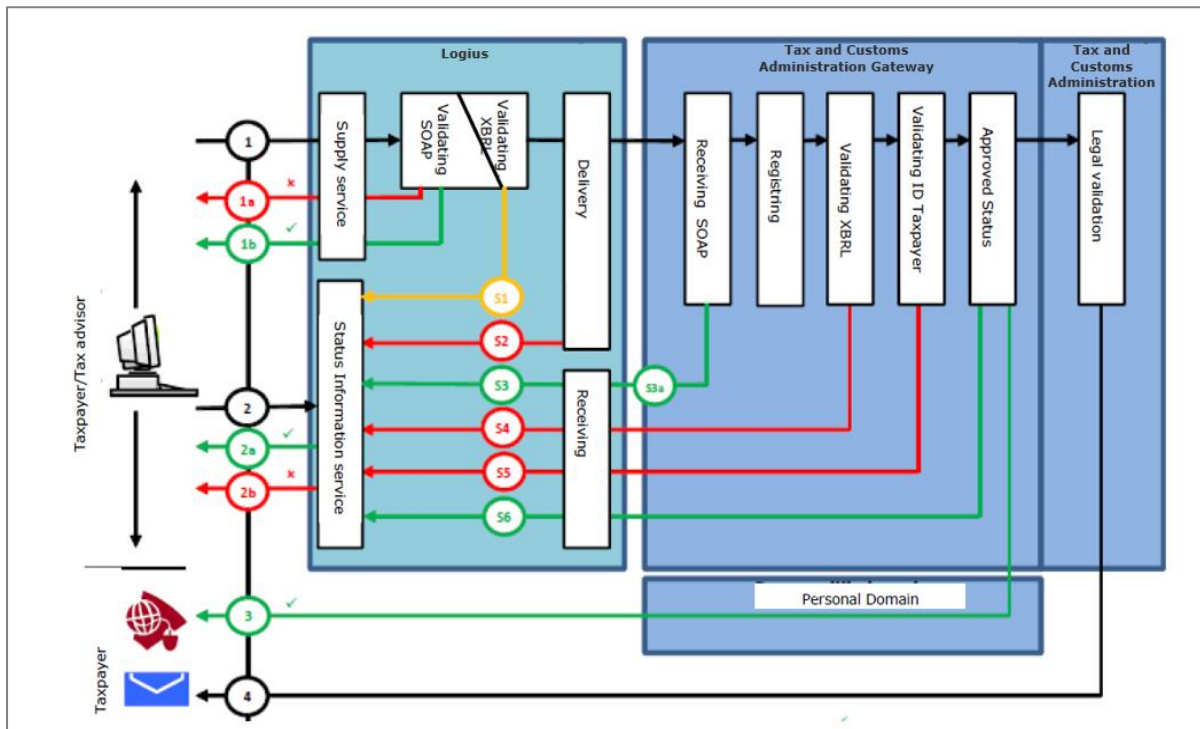 Logius
Tax and Customs
Administration Gateway
Tax and
Customs
Administration
1
1a
1b
Supply service
Validating
SOAP
Validating
XBRL
Delivery
Receiving SOAP
Registring
Validating XBRL
Validating ID Taxpayer
Approved Status
Legal validation
Taxpayer/Tax advisor
S1
S2
S3
S3a
S4
S5
S6
2
2a
2b
Status Information service
Receiving
Personal Domain
Taxpayer
3
4